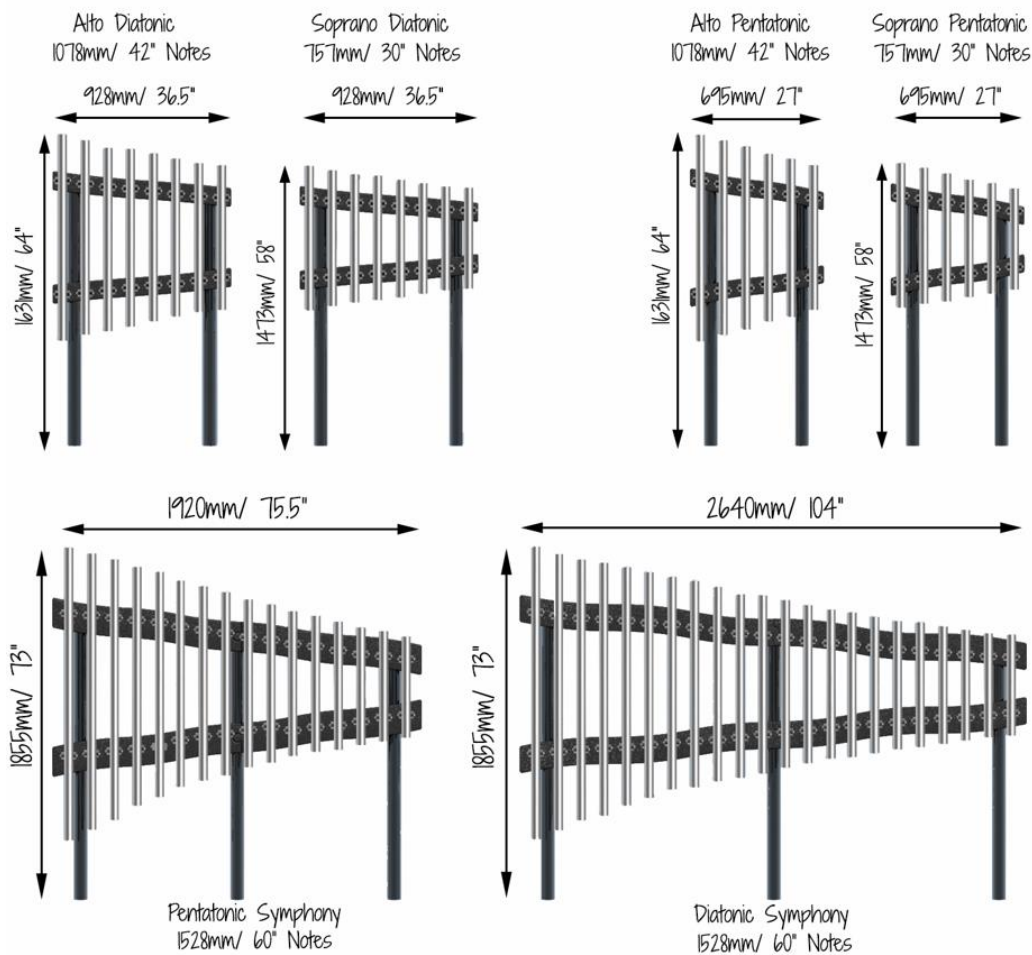 Alto Diatonic
1078mm/ 42" Notes
928mm/ 36.5"
1631mm/ 64"
Soprano Diatonic
757mm/ 30" Notes
928mm/ 36.5"
1473mm/ 58"
Alto Pentatonic
1078mm/ 42" Notes
695mm/ 27"
1631mm/ 64"
Soprano Pentatonic
757mm/ 30" Notes
695mm/ 27"
1473mm/ 58"
1920mm/ 75.5"
1855mm/ 73"
Pentatonic Symphony
1528mm/ 60" Notes
2640mm/ 104"
1855mm/ 73"
Diatonic Symphony
1528mm/ 60" Notes